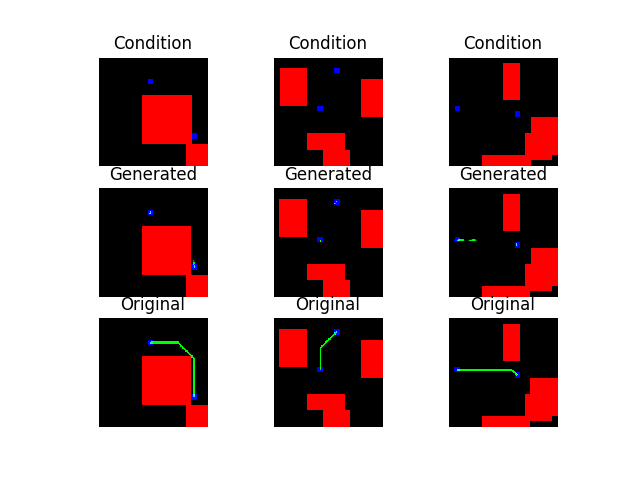 Condition Condition Condition
Generated Generated Generated
Original Original Original